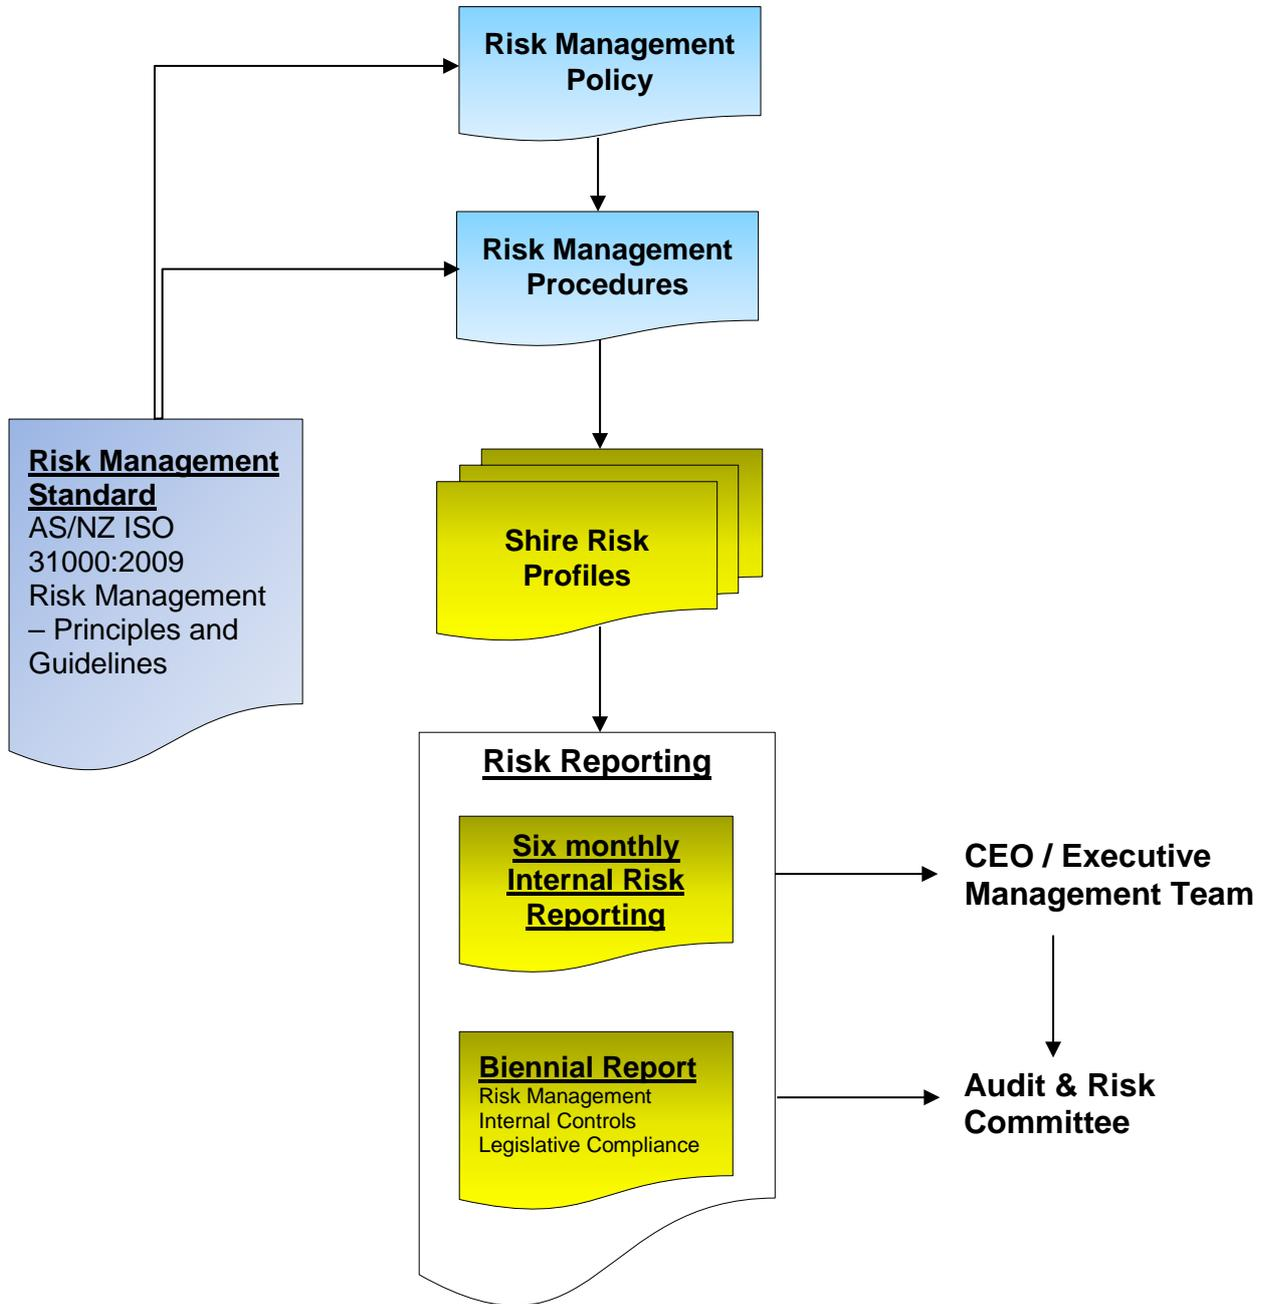 Risk Management
Policy
Risk Management
Procedures
Risk Management
Standard
AS/NZ ISO
31000:2009
Risk Management
– Principles and
Guidelines
Shire Risk
Profiles
Risk Reporting
Six monthly
Internal Risk
Reporting
CEO / Executive
Management Team
Biennial Report
Risk Management
Internal Controls
Legislative Compliance
Audit & Risk
Committee